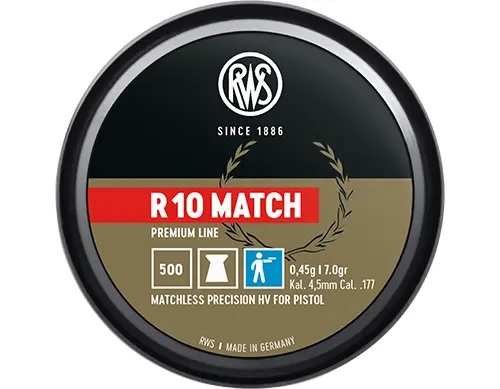 RWS
SINCE 1886
R 10 MATCH
PREMIUM LINE
500
0,45g I 7.0gr
Kal. 4,5mm Cal. .177
MATCHLESS PRECISION HV FOR PISTOL
RWS I MADE IN GERMANY